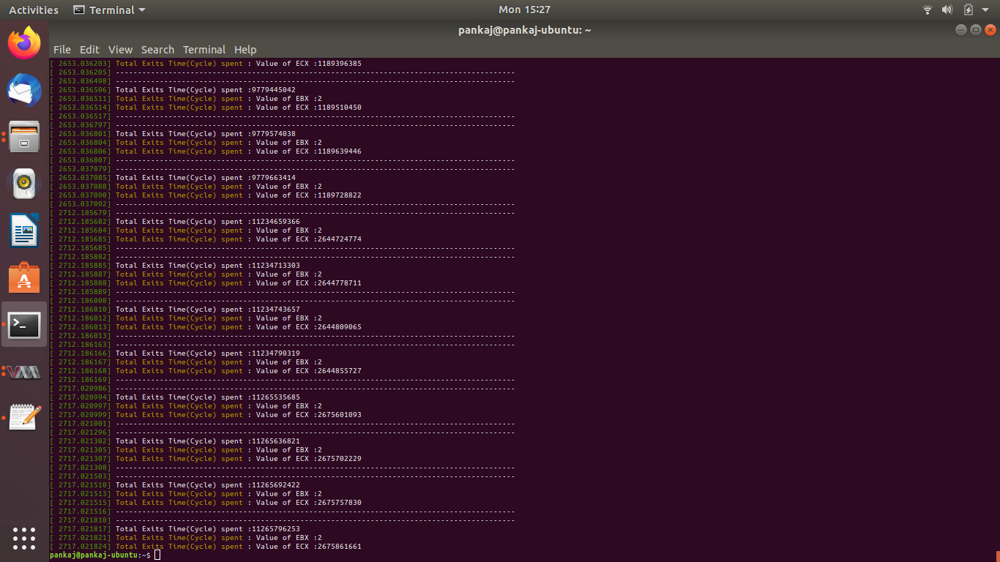 Activities Terminal Mon 15:27
pankaj@pankaj-ubuntu: ~
File Edit View Search Terminal Help
[ 2653.036203] Total Exits Time(Cycle) spent : Value of ECX :1189396385
[ 2653.036205] -------------------------------------------------------------------------------------------
[ 2653.036498] -------------------------------------------------------------------------------------------
[ 2653.036506] Total Exits Time(Cycle) spent :9779445042
[ 2653.036511] Total Exits Time(Cycle) spent : Value of EBX :2
[ 2653.036514] Total Exits Time(Cycle) spent : Value of ECX :1189510450
[ 2653.036517] -------------------------------------------------------------------------------------------
[ 2653.036797] -------------------------------------------------------------------------------------------
[ 2653.036801] Total Exits Time(Cycle) spent :9779574038
[ 2653.036804] Total Exits Time(Cycle) spent : Value of EBX :2
[ 2653.036806] Total Exits Time(Cycle) spent : Value of ECX :1189639446
[ 2653.036807] -------------------------------------------------------------------------------------------
[ 2653.037079] -------------------------------------------------------------------------------------------
[ 2653.037085] Total Exits Time(Cycle) spent :9779663414
[ 2653.037088] Total Exits Time(Cycle) spent : Value of EBX :2
[ 2653.037090] Total Exits Time(Cycle) spent : Value of ECX :1189728822
[ 2653.037092] -------------------------------------------------------------------------------------------
[ 2712.185679] -------------------------------------------------------------------------------------------
[ 2712.185682] Total Exits Time(Cycle) spent :11234659366
[ 2712.185684] Total Exits Time(Cycle) spent : Value of EBX :2
[ 2712.185685] Total Exits Time(Cycle) spent : Value of ECX :2644724774
[ 2712.185685] -------------------------------------------------------------------------------------------
[ 2712.185882] -------------------------------------------------------------------------------------------
[ 2712.185885] Total Exits Time(Cycle) spent :11234713303
[ 2712.185887] Total Exits Time(Cycle) spent : Value of EBX :2
[ 2712.185888] Total Exits Time(Cycle) spent : Value of ECX :2644778711
[ 2712.185889] -------------------------------------------------------------------------------------------
[ 2712.186008] -------------------------------------------------------------------------------------------
[ 2712.186010] Total Exits Time(Cycle) spent :11234743657
[ 2712.186012] Total Exits Time(Cycle) spent : Value of EBX :2
[ 2712.186013] Total Exits Time(Cycle) spent : Value of ECX :2644809065
[ 2712.186013] -------------------------------------------------------------------------------------------
[ 2712.186163] -------------------------------------------------------------------------------------------
[ 2712.186166] Total Exits Time(Cycle) spent :11234790319
[ 2712.186167] Total Exits Time(Cycle) spent : Value of EBX :2
[ 2712.186168] Total Exits Time(Cycle) spent : Value of ECX :2644855727
[ 2712.186169] -------------------------------------------------------------------------------------------
[ 2717.020986] -------------------------------------------------------------------------------------------
[ 2717.020994] Total Exits Time(Cycle) spent :11265535685
[ 2717.020997] Total Exits Time(Cycle) spent : Value of EBX :2
[ 2717.020999] Total Exits Time(Cycle) spent : Value of ECX :2675601093
[ 2717.021001] -------------------------------------------------------------------------------------------
[ 2717.021296] -------------------------------------------------------------------------------------------
[ 2717.021302] Total Exits Time(Cycle) spent :11265636821
[ 2717.021305] Total Exits Time(Cycle) spent : Value of EBX :2
[ 2717.021307] Total Exits Time(Cycle) spent : Value of ECX :2675702229
[ 2717.021308] -------------------------------------------------------------------------------------------
[ 2717.021503] -------------------------------------------------------------------------------------------
[ 2717.021510] Total Exits Time(Cycle) spent :11265692422
[ 2717.021513] Total Exits Time(Cycle) spent : Value of EBX :2
[ 2717.021515] Total Exits Time(Cycle) spent : Value of ECX :2675757830
[ 2717.021516] -------------------------------------------------------------------------------------------
[ 2717.021810] -------------------------------------------------------------------------------------------
[ 2717.021817] Total Exits Time(Cycle) spent :11265796253
[ 2717.021821] Total Exits Time(Cycle) spent : Value of EBX :2
[ 2717.021824] Total Exits Time(Cycle) spent : Value of ECX :2675861661
pankaj@pankaj-ubuntu:~$